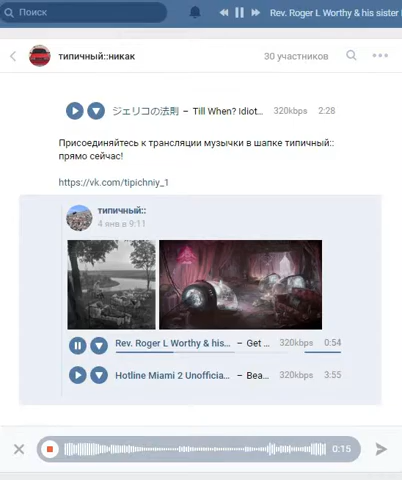 Поиск
Rev. Roger L Worthy & his sister
типичный::никак
30 участников
ジェリコの法則 – Till When? Idiot... 320kbps 2:28
Присоединяйтесь к трансляции музычки в шапке типичный::
прямо сейчас!
https://vk.com/tipichniy_1
типичный::
4 янв в 9:11
Rev. Roger L Worthy & his... – Get ... 320kbps 0:54
Hotline Miami 2 Unofficia... – Bea... 320kbps 3:55
0:15